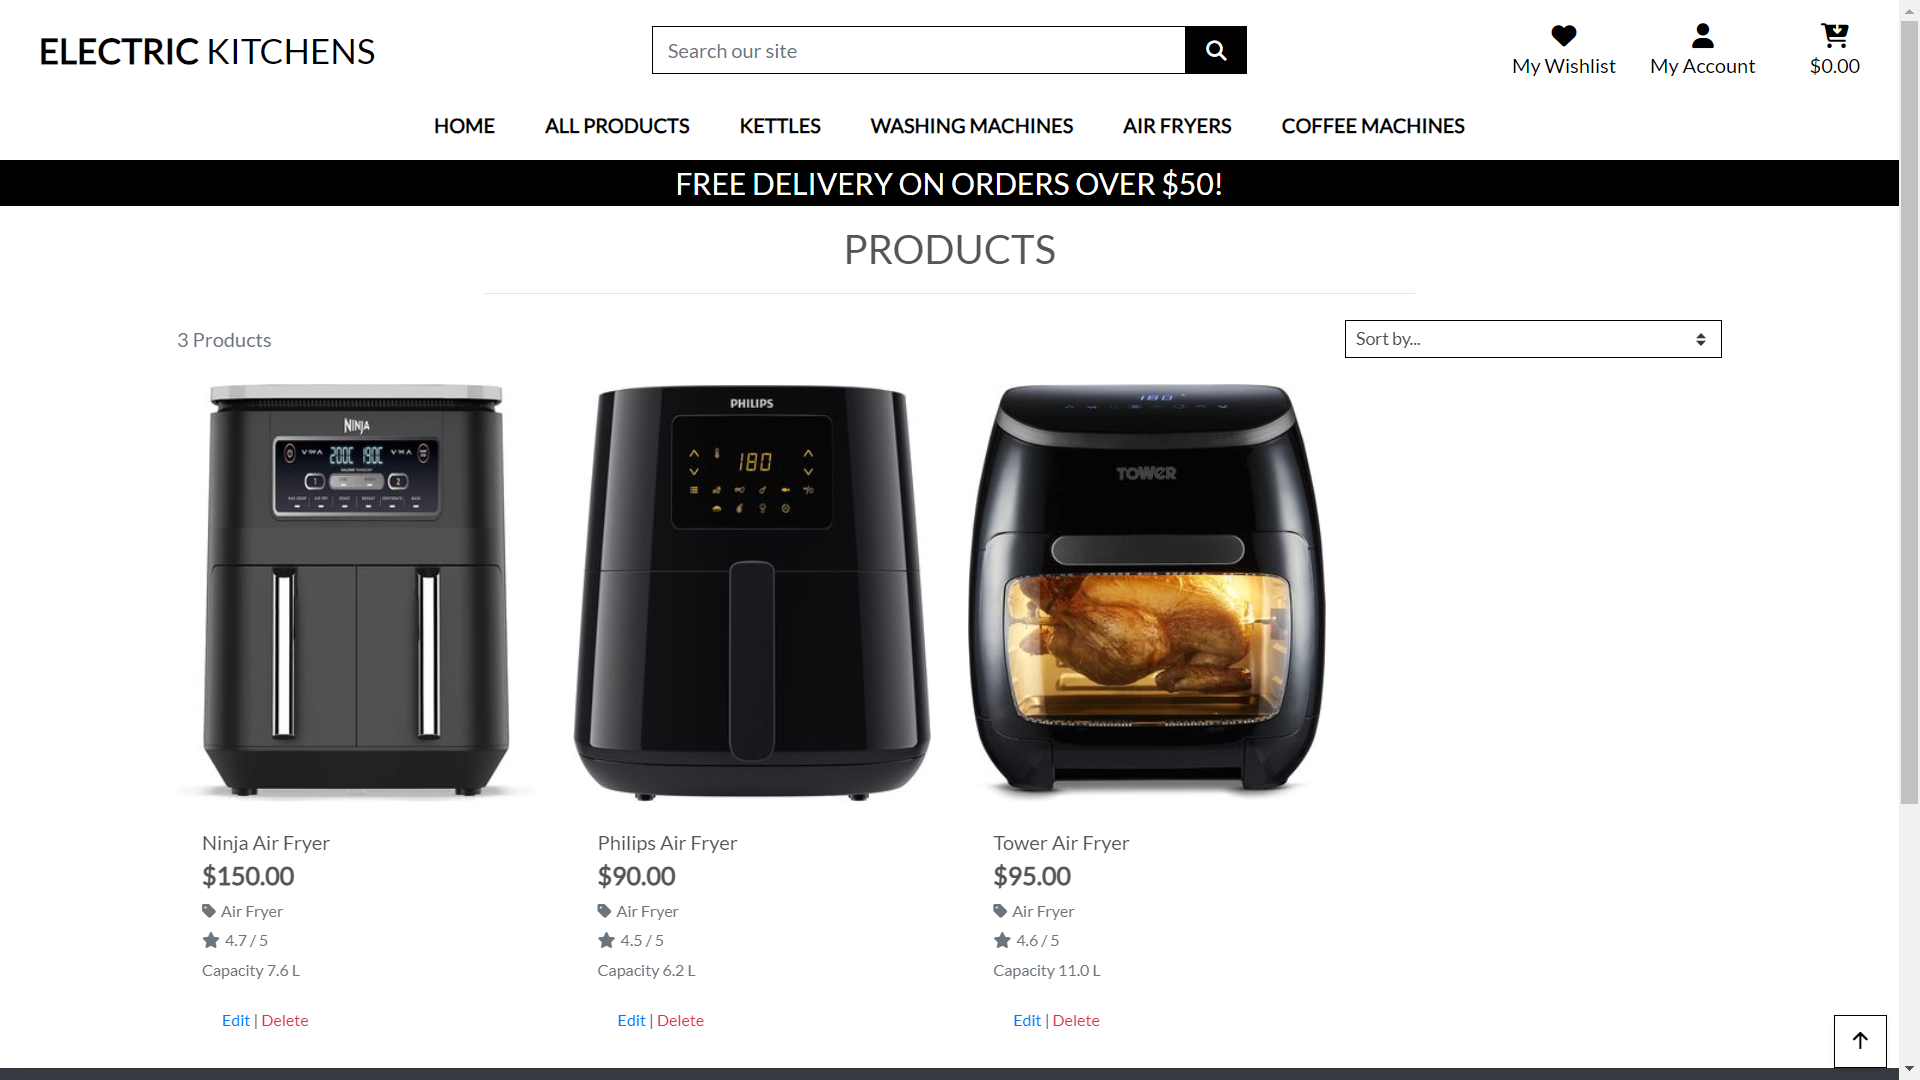 ELECTRIC KITCHENS
Search our site
My Wishlist
My Account
$0.00
HOME
ALL PRODUCTS
KETTLES
WASHING MACHINES
AIR FRYERS
COFFEE MACHINES
FREE DELIVERY ON ORDERS OVER $50!
PRODUCTS
3 Products
Sort by...
NINJA
200C 190C
1
2
PHILIPS
180
180
TOWER
Ninja Air Fryer
$150.00
Air Fryer
4.7 / 5
Capacity 7.6 L
Edit | Delete
Philips Air Fryer
$90.00
Air Fryer
4.5 / 5
Capacity 6.2 L
Edit | Delete
Tower Air Fryer
$95.00
Air Fryer
4.6 / 5
Capacity 11.0 L
Edit | Delete